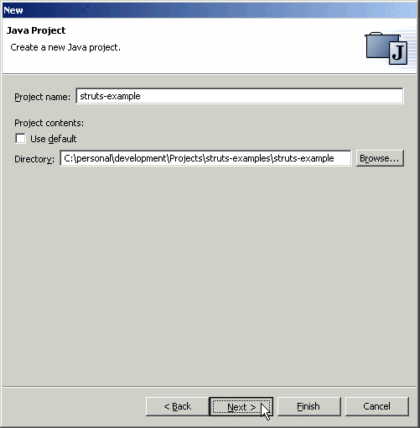 New
Java Project
Create a new Java project.
J
Project name: struts-example
Project contents:
Use default
Directory: C:\personal\development\Projects\struts-examples\struts-example Browse...
< Back Next > Finish Cancel